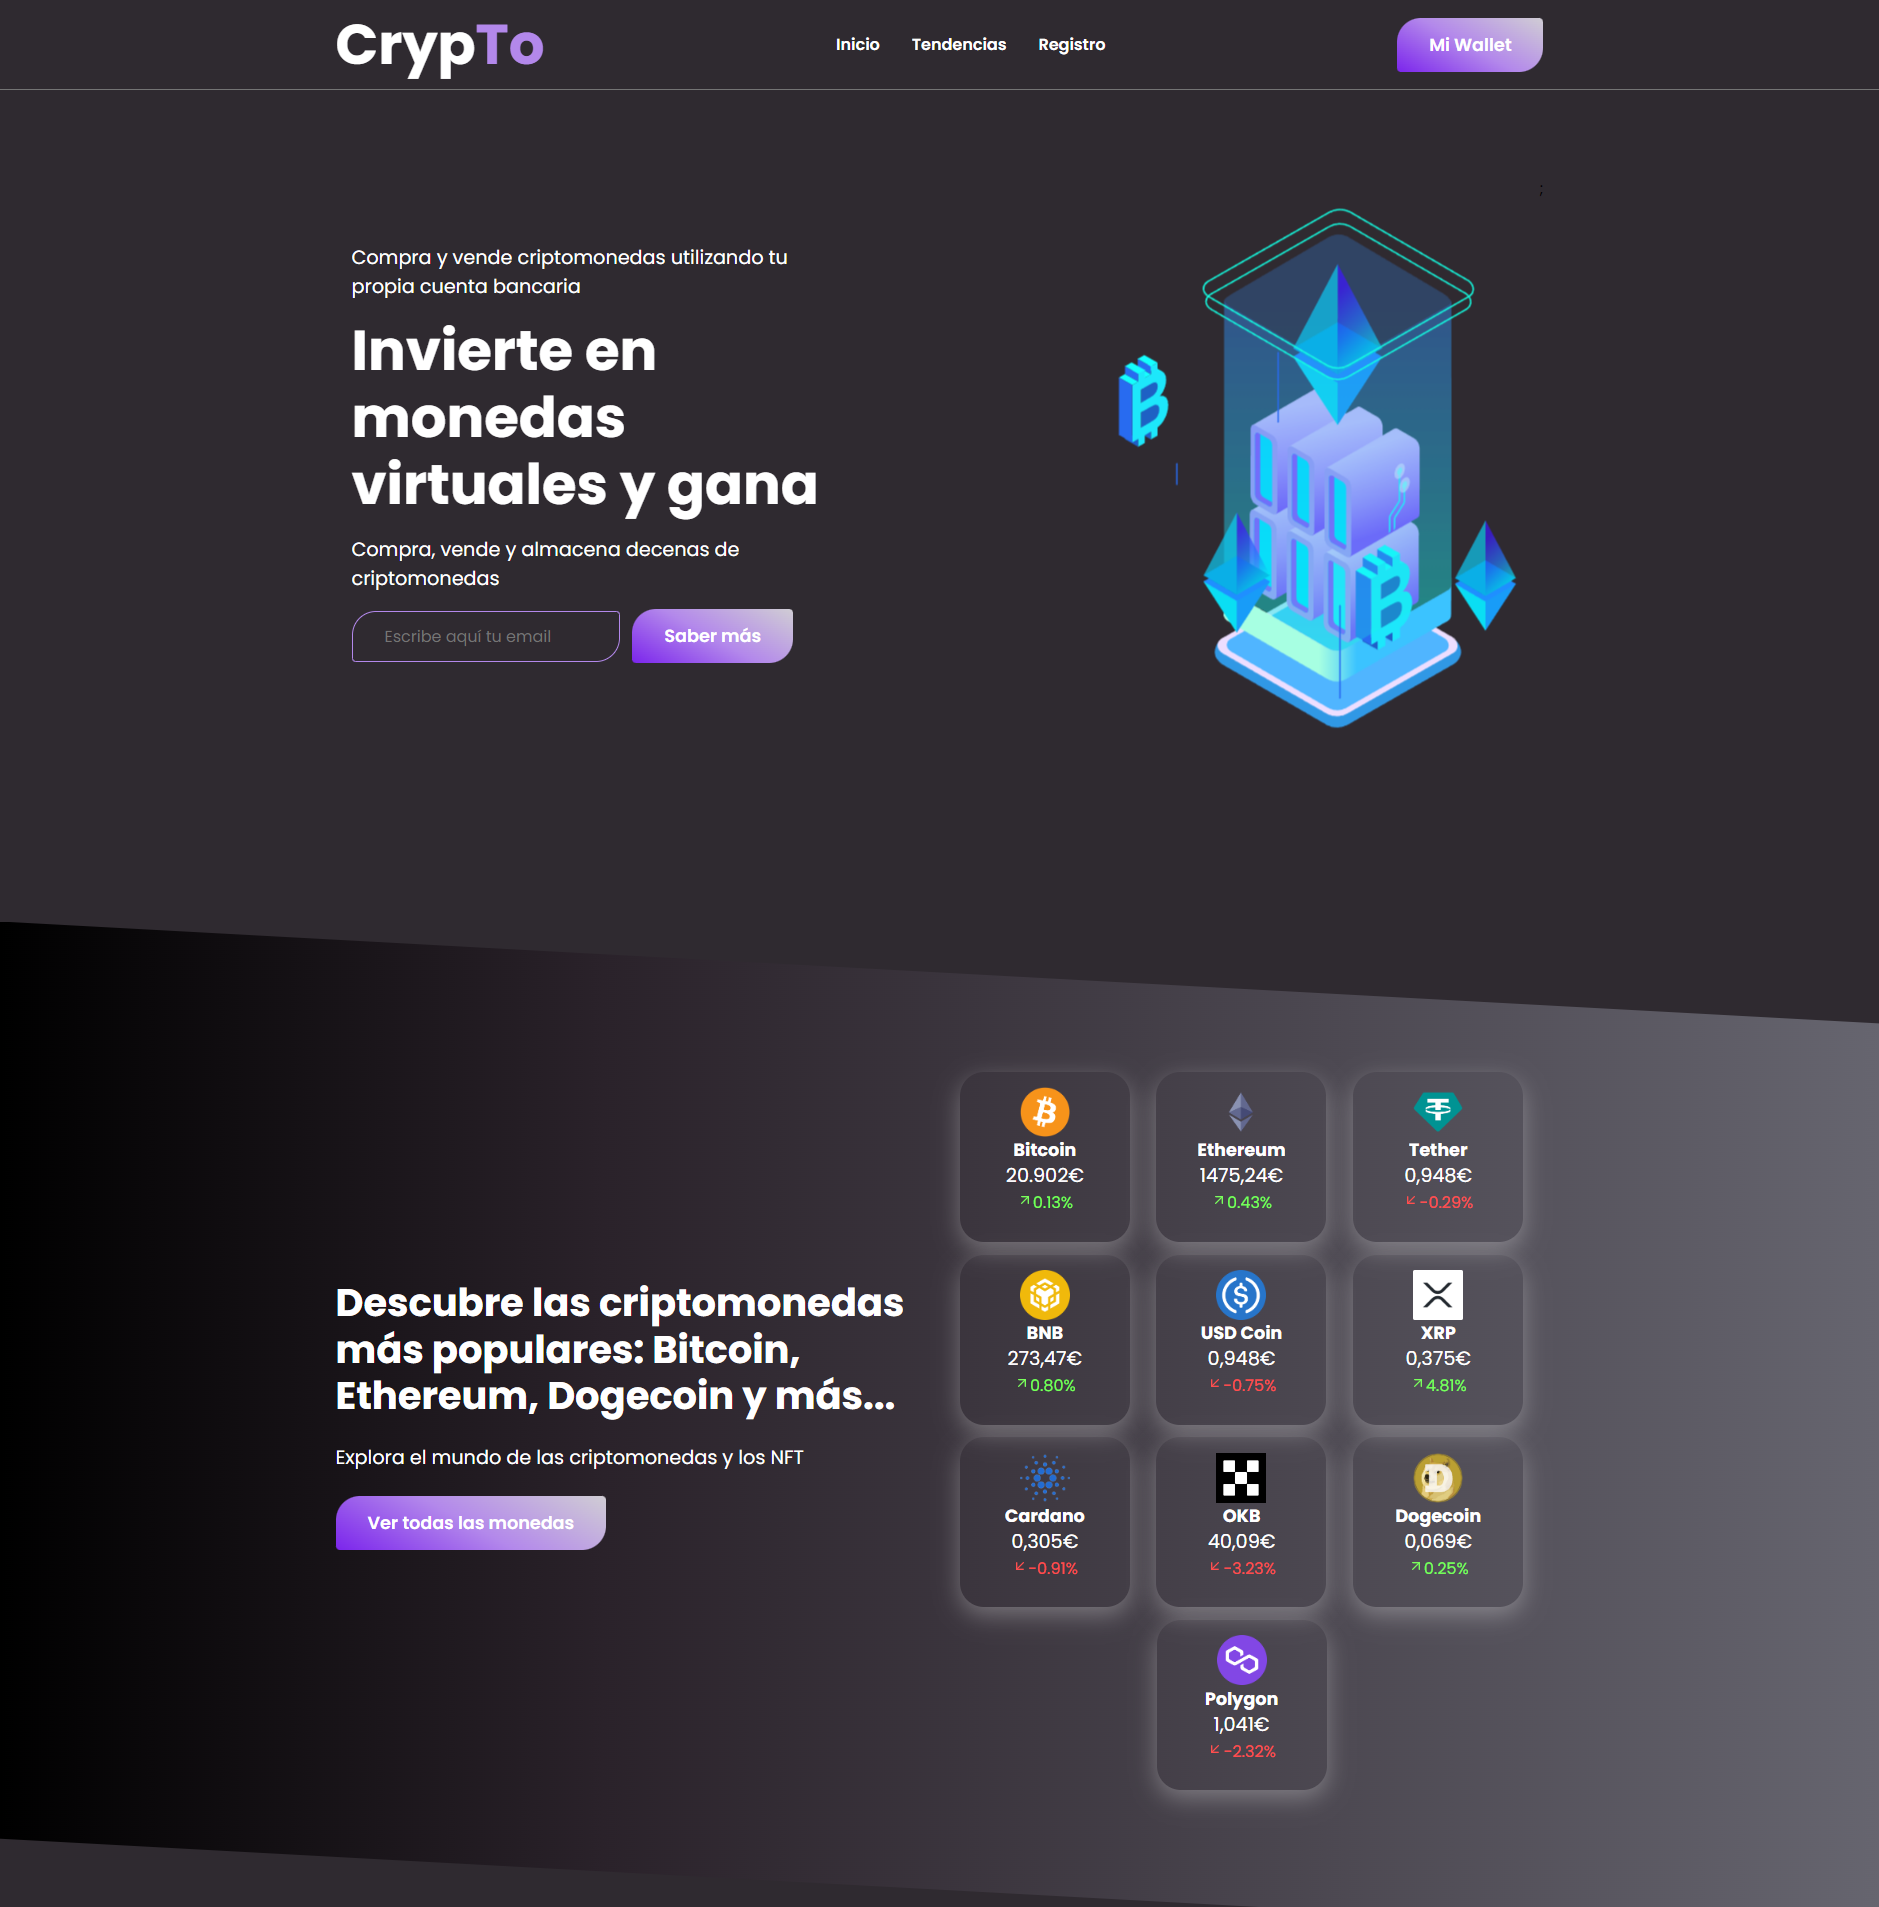 CrypTo
Inicio Tendencias Registro
Mi Wallet
;
Compra y vende criptomonedas utilizando tu
propia cuenta bancaria
Invierte en
monedas
virtuales y gana
Compra, vende y almacena decenas de
criptomonedas
Escribe aquí tu email
Saber más
Descubre las criptomonedas
más populares: Bitcoin,
Ethereum, Dogecoin y más...
Explora el mundo de las criptomonedas y los NFT
Ver todas las monedas
Bitcoin
20.902€
0.13%
Ethereum
1475,24€
0.43%
Tether
0,948€
-0.29%
BNB
273,47€
0.80%
USD Coin
0,948€
-0.75%
XRP
0,375€
4.81%
Cardano
0,305€
-0.91%
OKB
40,09€
-3.23%
Dogecoin
0,069€
0.25%
Polygon
1,041€
-2.32%